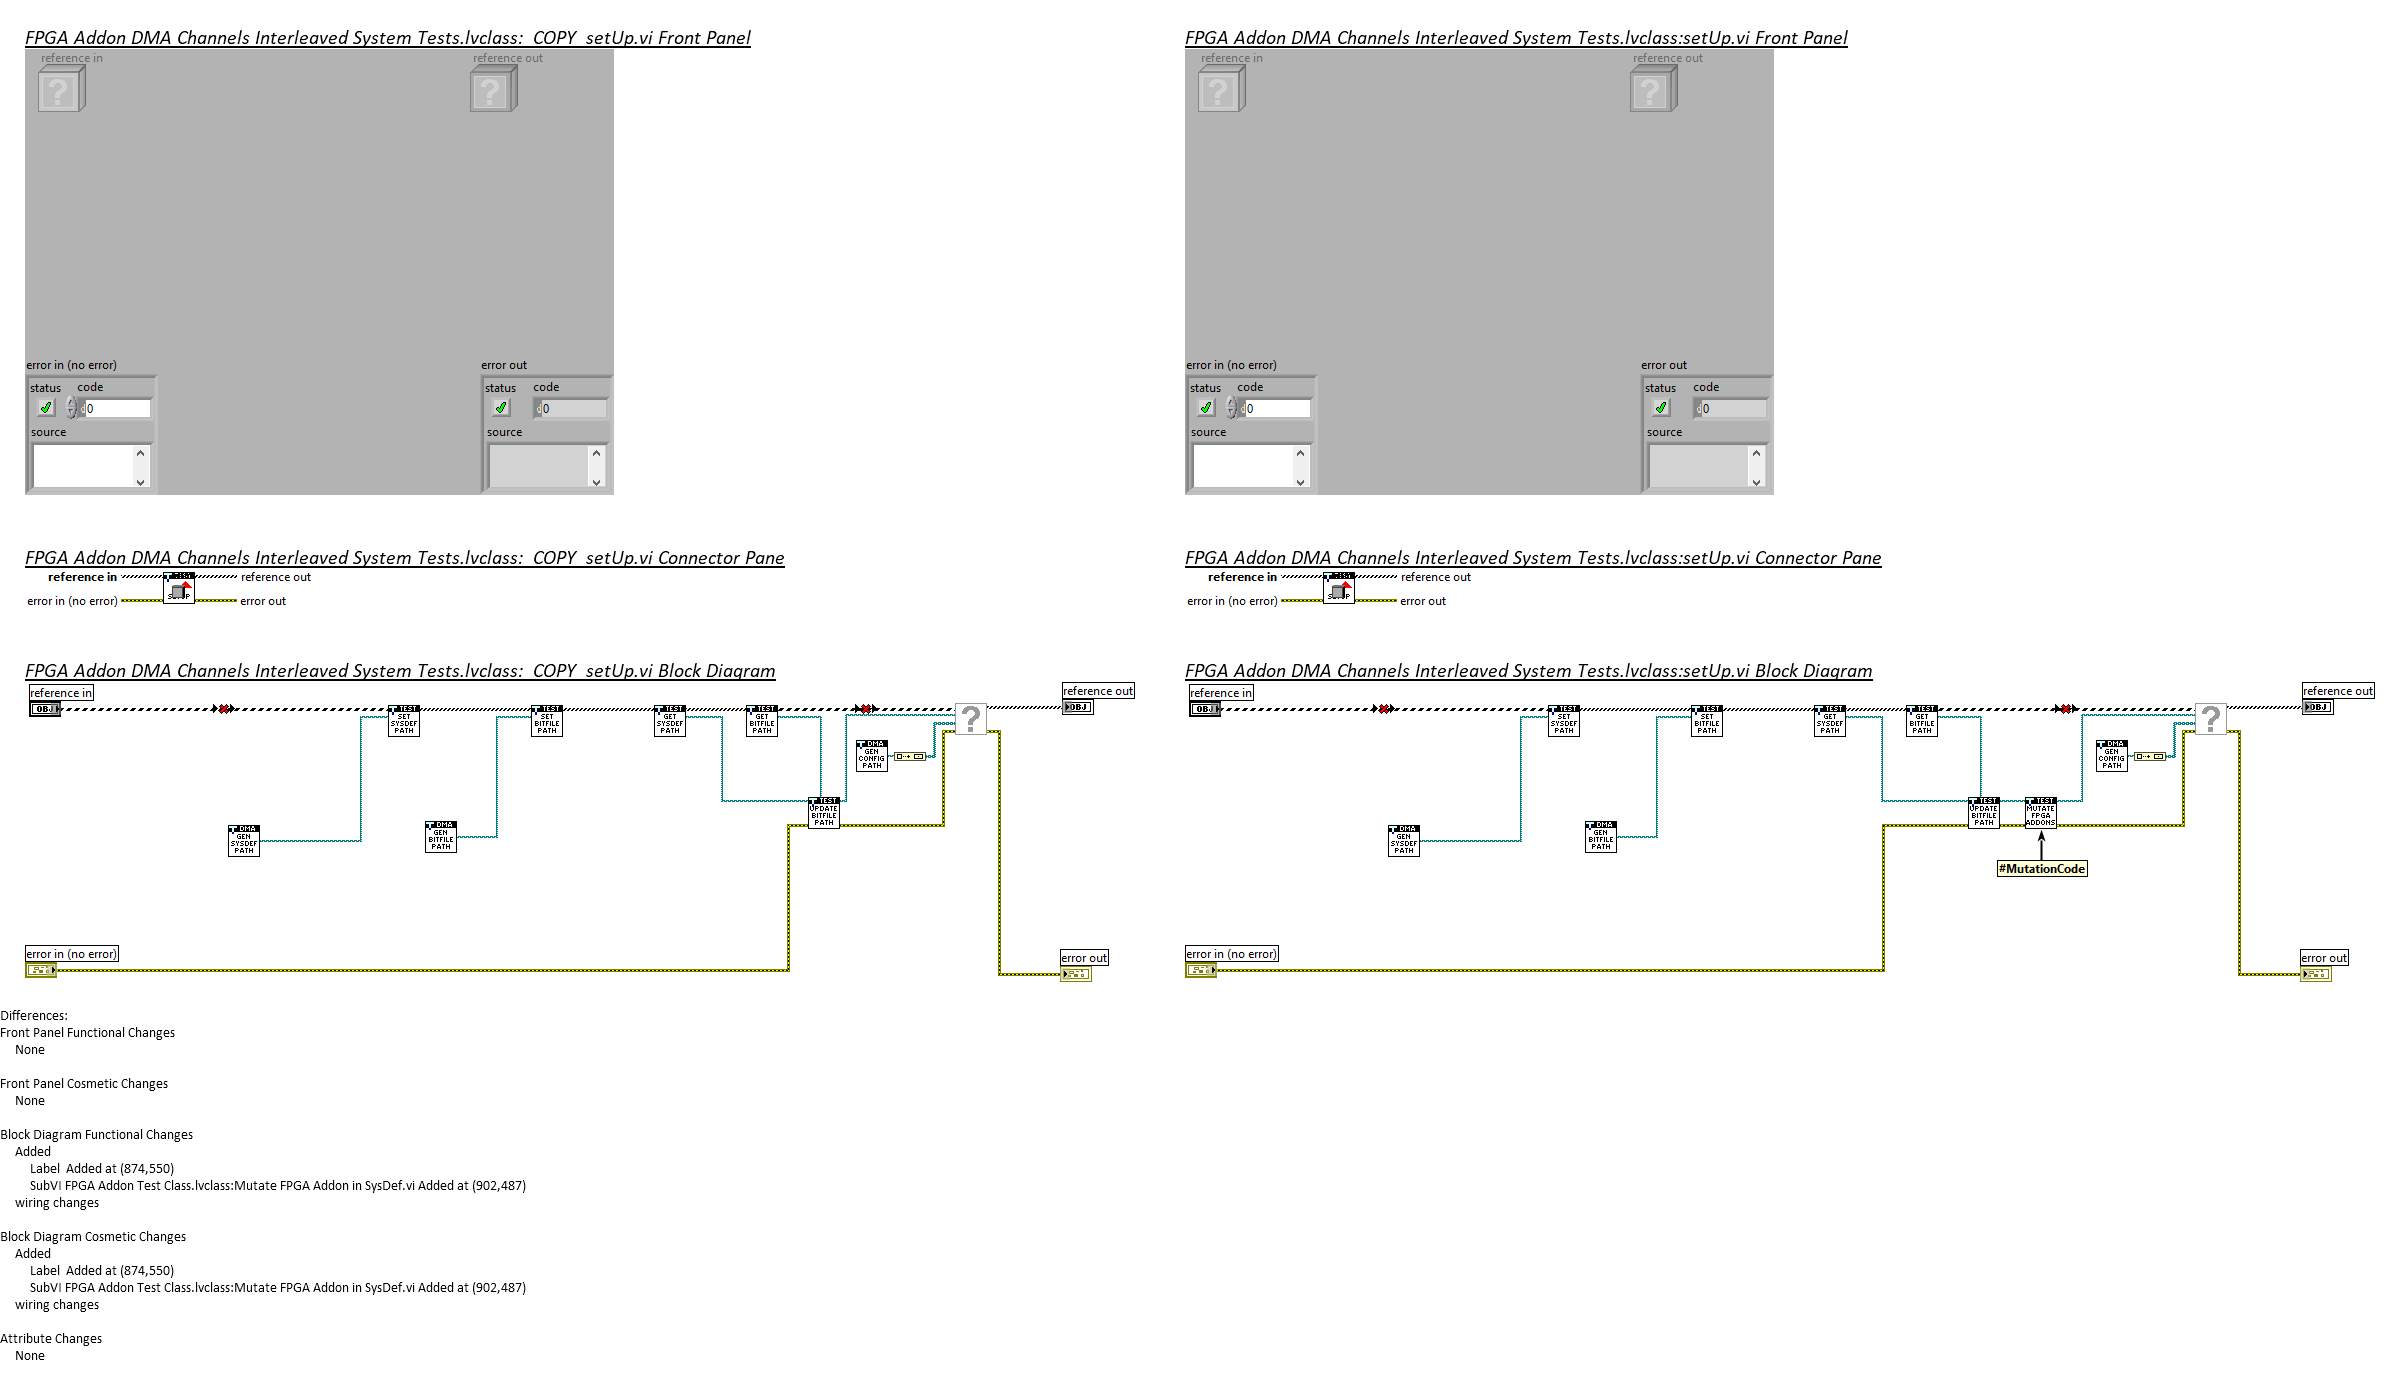 FPGA Addon DMA Channels Interleaved System Tests.lvclass:_COPY_setUp.vi Front Panel
reference in
reference out
error in (no error)
status
code
0
source
error out
status
code
0
source
FPGA Addon DMA Channels Interleaved System Tests.lvclass:setUp.vi Front Panel
reference in
reference out
error in (no error)
status
code
0
source
error out
status
code
0
source
FPGA Addon DMA Channels Interleaved System Tests.lvclass:_COPY_setUp.vi Connector Pane
reference in
reference out
error in (no error)
error out
TEST
FPGA Addon DMA Channels Interleaved System Tests.lvclass:setUp.vi Connector Pane
reference in
reference out
error in (no error)
error out
TEST
FPGA Addon DMA Channels Interleaved System Tests.lvclass:_COPY_setUp.vi Block Diagram
reference in
OBJ
TEST SET SYSDEF PATH
TEST SET BITFILE PATH
TEST GET SYSDEF PATH
TEST GET BITFILE PATH
?
reference out
OBJ
DMA GEN CONFIG PATH
TEST UPDATE BITFILE PATH
DMA GEN SYSDEF PATH
DMA GEN BITFILE PATH
error in (no error)
error out
FPGA Addon DMA Channels Interleaved System Tests.lvclass:setUp.vi Block Diagram
reference in
OBJ
TEST SET SYSDEF PATH
TEST SET BITFILE PATH
TEST GET SYSDEF PATH
TEST GET BITFILE PATH
?
reference out
OBJ
DMA GEN CONFIG PATH
TEST UPDATE BITFILE PATH
TEST MUTATE FPGA ADDONS
DMA GEN SYSDEF PATH
DMA GEN BITFILE PATH
#MutationCode
error in (no error)
error out
Differences:
Front Panel Functional Changes
None
Front Panel Cosmetic Changes
None
Block Diagram Functional Changes
Added
Label  Added at (874,550)
SubVI FPGA Addon Test Class.lvclass:Mutate FPGA Addon in SysDef.vi Added at (902,487)
wiring changes
Block Diagram Cosmetic Changes
Added
Label  Added at (874,550)
SubVI FPGA Addon Test Class.lvclass:Mutate FPGA Addon in SysDef.vi Added at (902,487)
wiring changes
Attribute Changes
None